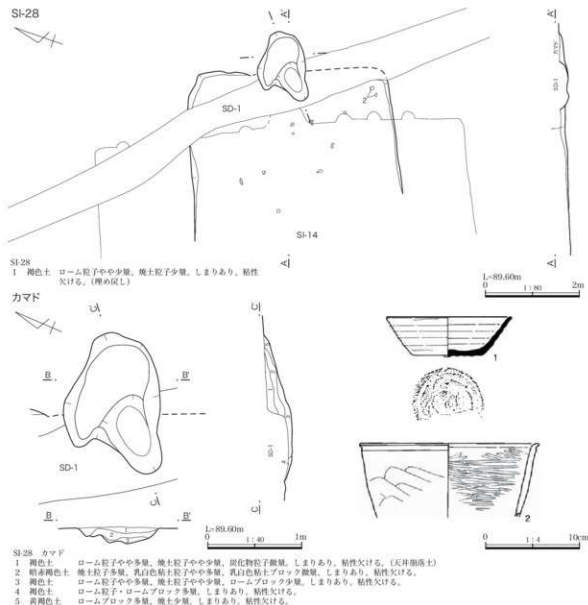 SI-28
A
A'
A'
カマド
SD-1
SD-1
2
SI-14
A
A
SI-28
1 褐色土 ローム粒子やや少量、焼土粒子少量。しまりあり、粘性
欠ける。(埋め戻し)
L=89.60m
0 1:80 2m
カマド
C'
C'
B
B'
SD-1
SD-1
C
C
B
B'
1
2
3
1
2
L=89.60m
0 1:40 1m
0 1:4 10cm
SI-28 カマド
1 褐色土 ローム粒子やや多量、焼土粒子やや少量、炭化物粒子微量。しまりあり、粘性欠ける。(天井崩落土)
2 暗赤褐色土 焼土粒子多量、乳白色粘土粒子やや多量、乳白色粘土ブロック微量。しまりあり、粘性欠ける。
3 褐色土 ローム粒子やや多量、焼土粒子やや少量、ロームブロック少量。しまりあり、粘性欠ける。
4 褐色土 ローム粒子・ロームブロック多量。しまりあり、粘性欠ける。
5 黄褐色土 ロームブロック多量、焼土少量。しまりあり、粘性欠ける。